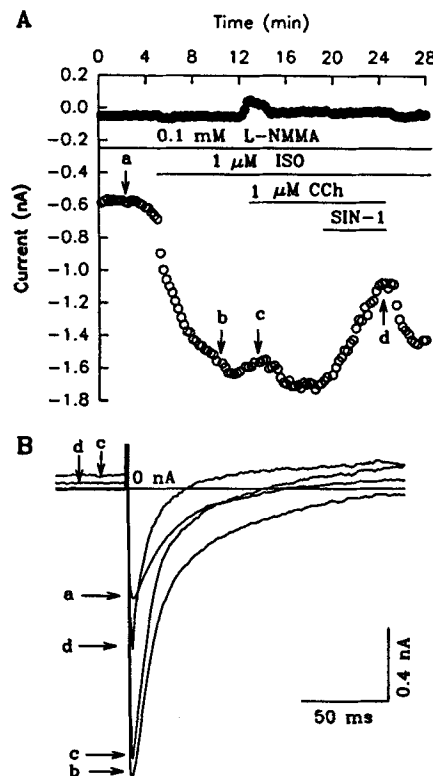 A
Time (min)
0 4 8 12 16 20 24 28
0.2
0.0
-0.2
-0.4
-0.6
-0.8
-1.0
-1.2
-1.4
-1.6
-1.8
Current (nA)
0.1 mM L-NMMA
1 μM ISO
1 μM CCh
SIN-1
a
b
c
d
B
d c
0 nA
a
d
c
b
0.4 nA
50 ms